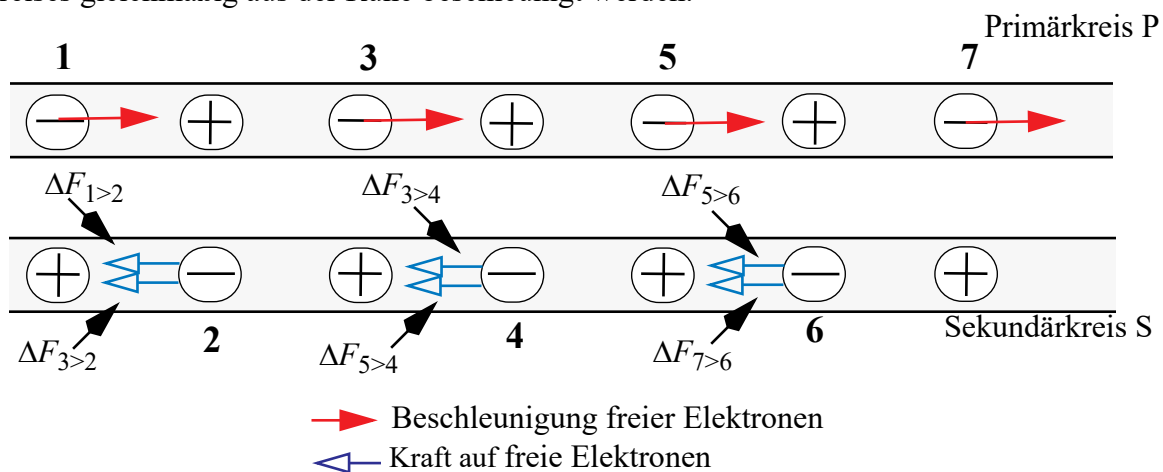 Primärkreis P
1 3 5 7
ΔF1>2 ΔF3>4 ΔF5>6
2 4 6
Sekundärkreis S
ΔF3>2 ΔF5>4 ΔF7>6
Beschleunigung freier Elektronen
Kraft auf freie Elektronen